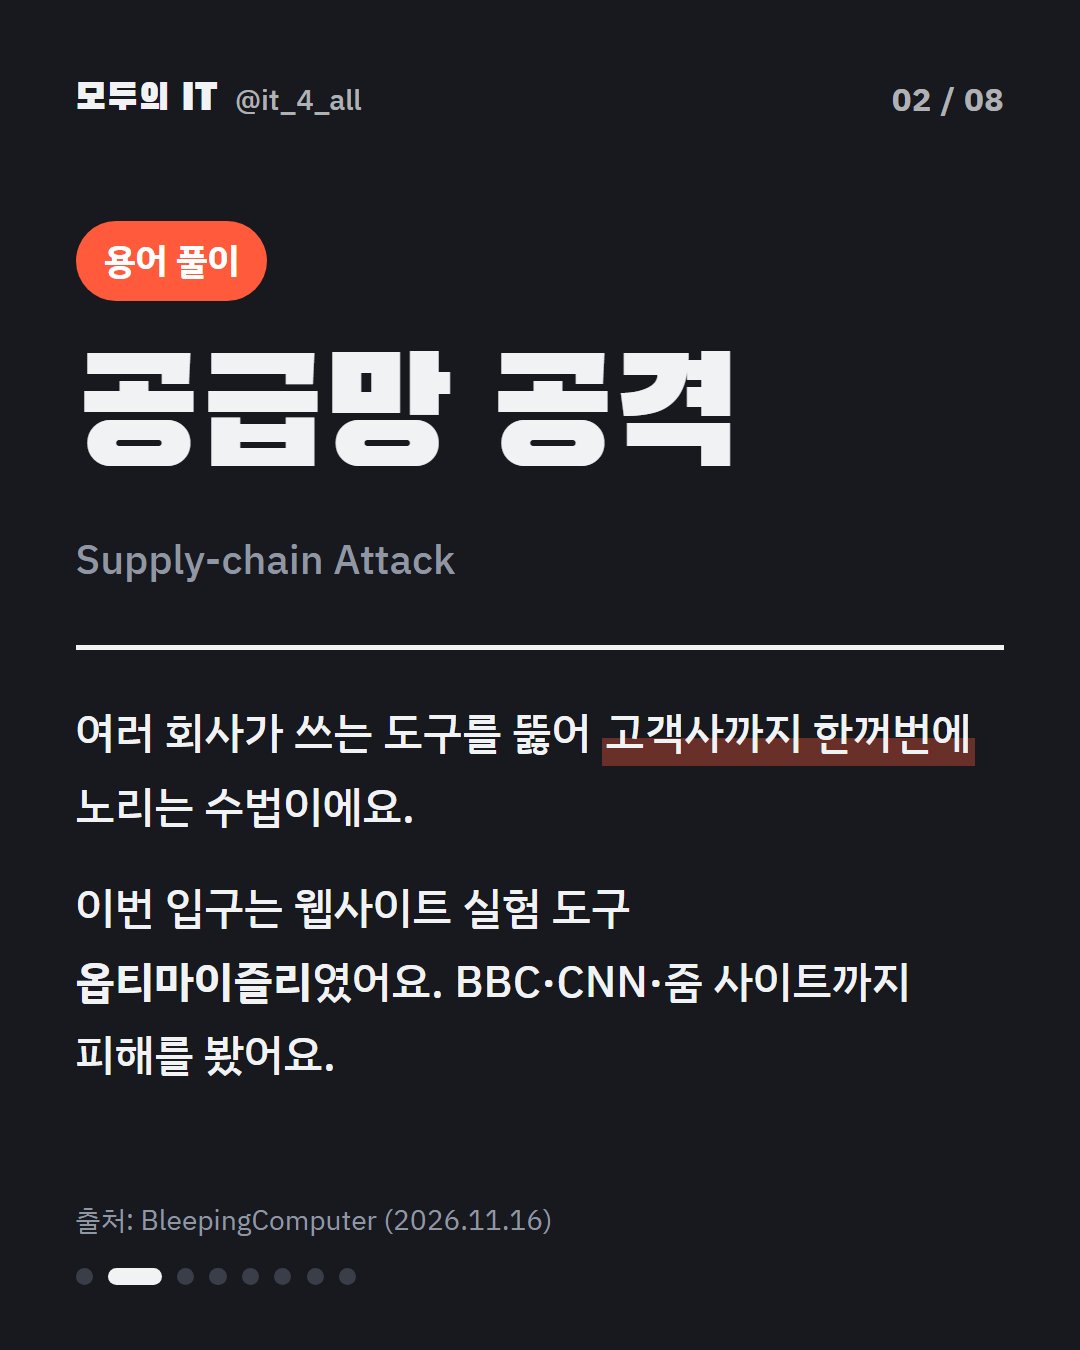 모두의 IT @it_4_all
02 / 08
용어 풀이
공급망 공격
Supply-chain Attack
여러 회사가 쓰는 도구를 뚫어 고객사까지 한꺼번에
노리는 수법이에요.
이번 입구는 웹사이트 실험 도구
옵티마이즐리였어요. BBC·CNN·줌 사이트까지
피해를 봤어요.
출처: BleepingComputer (2026.11.16)